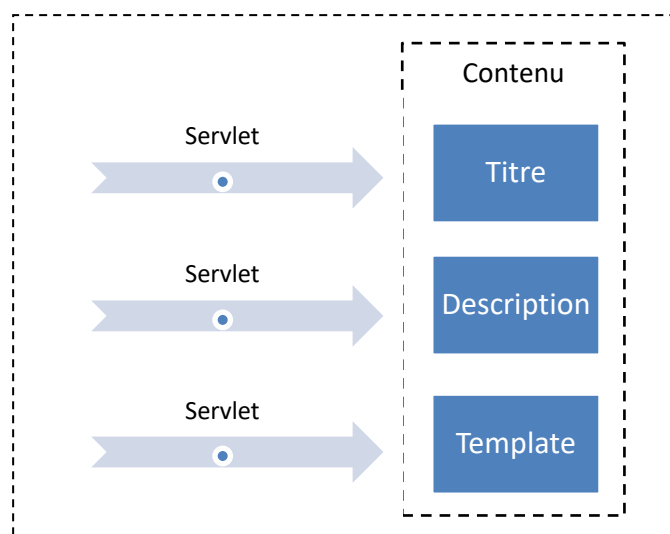 Contenu
Servlet
Titre
Servlet
Description
Servlet
Template